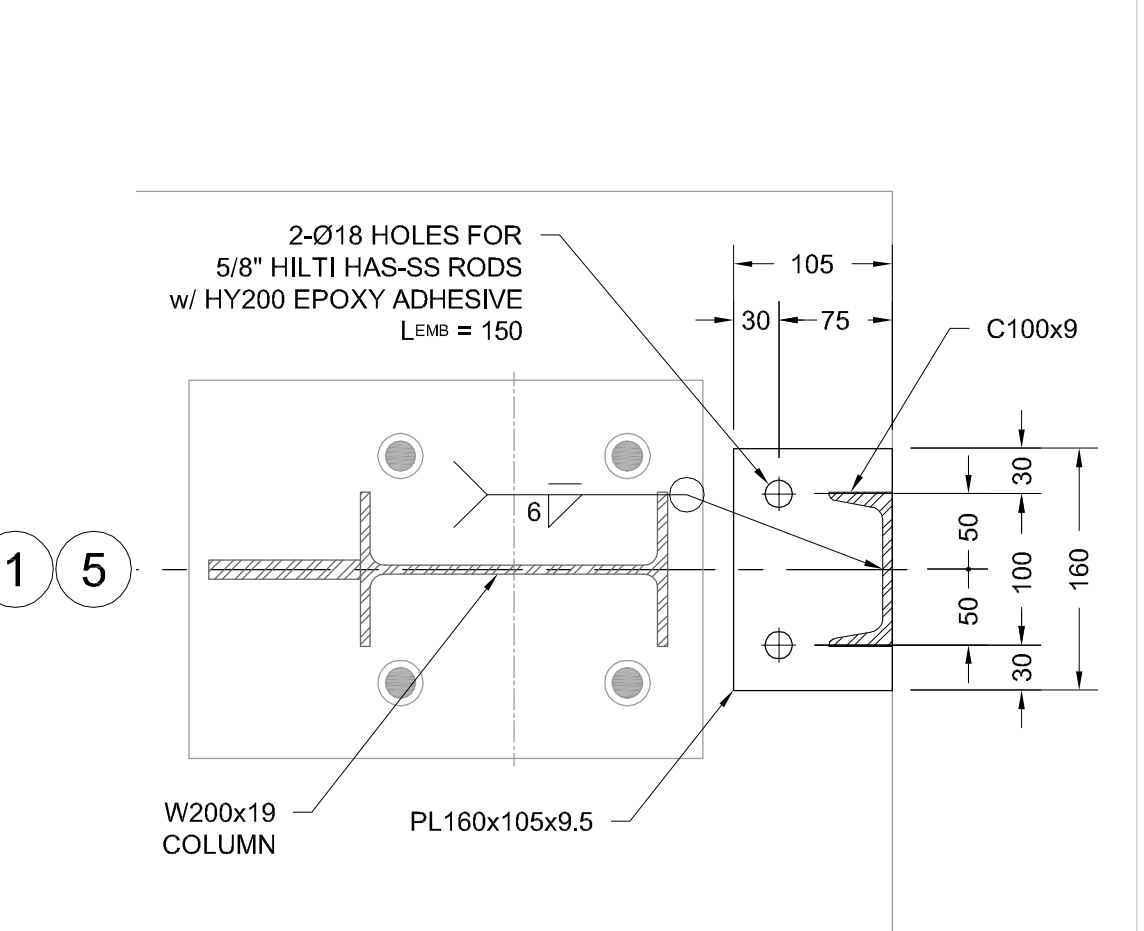 2-Ø18 HOLES FOR
5/8" HILTI HAS-SS RODS
w/ HY200 EPOXY ADHESIVE
LEMB = 150
105
30
75
C100x9
30
50
100
50
30
160
6
1
5
W200x19
COLUMN
PL160x105x9.5